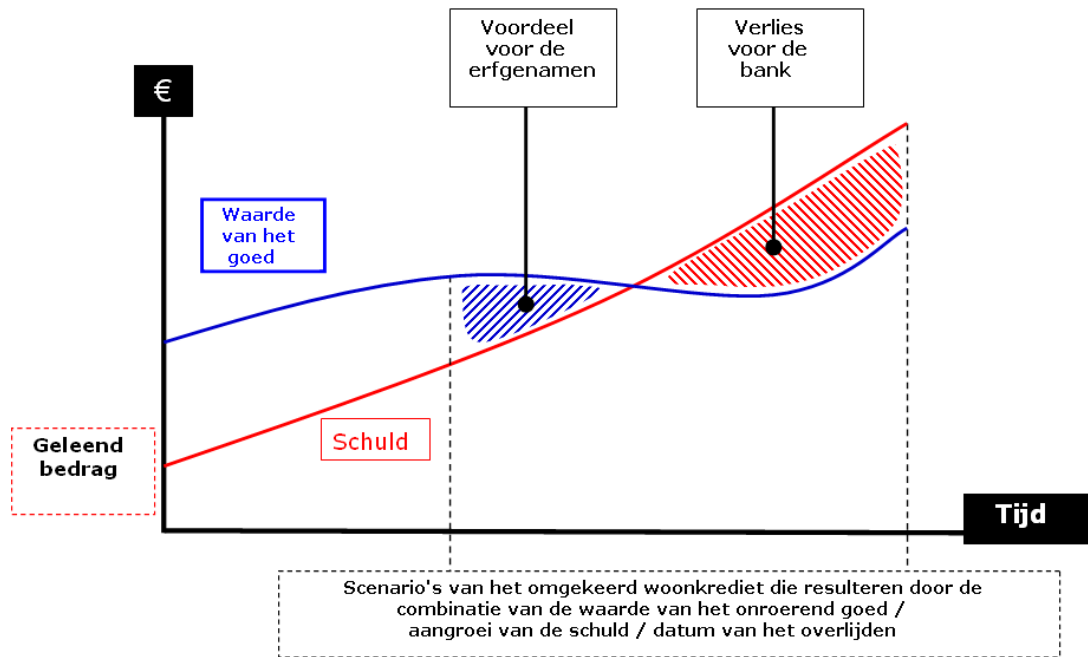 Voordeel
voor de
erfgenamen
Verlies
voor de
bank
€
Waarde
van het
goed
Schuld
Geleend
bedrag
Tijd
Scenario's van het omgekeerd woonkrediet die resulteren door de
combinatie van de waarde van het onroerend goed /
aangroei van de schuld / datum van het overlijden